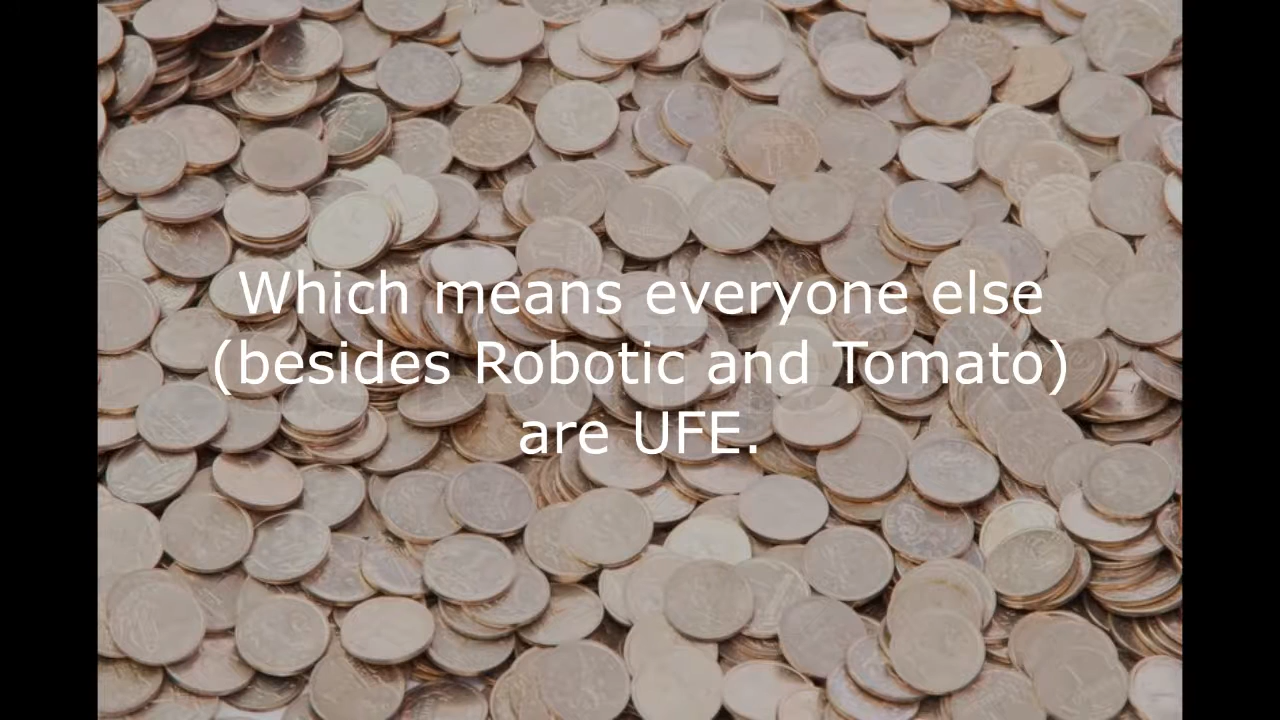 Which means everyone else
(besides Robotic and Tomato)
are UFE.